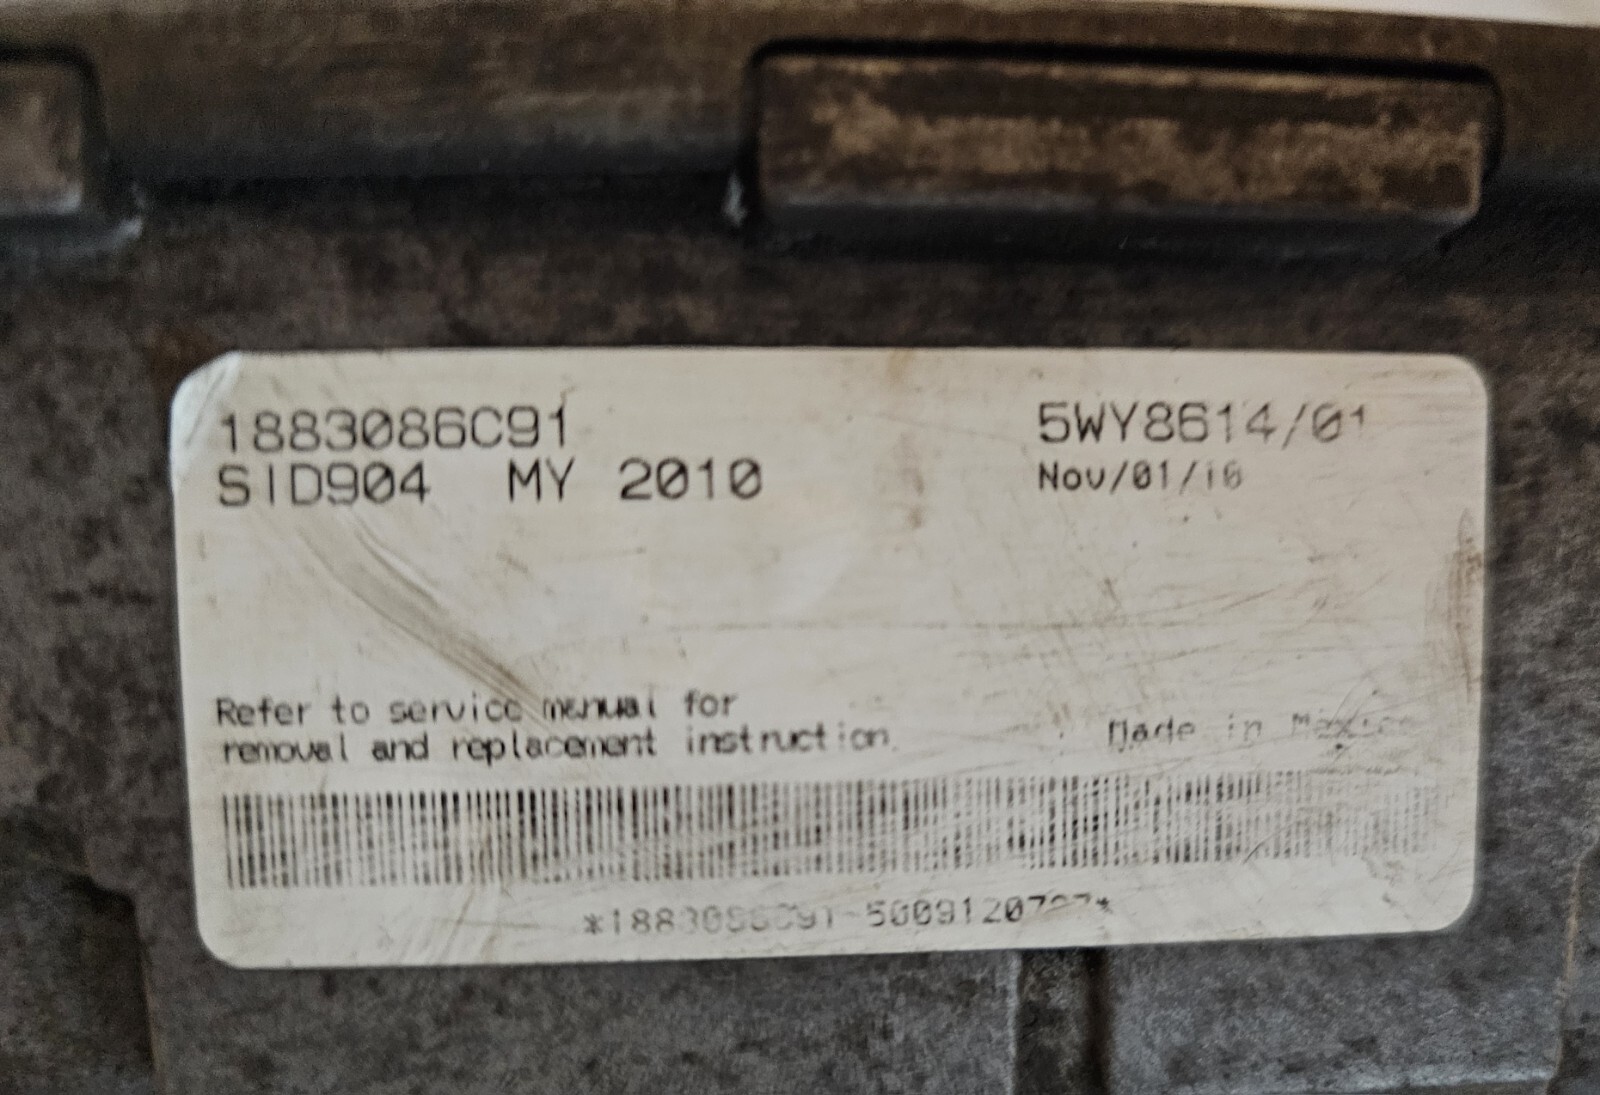 1883086C91
5WY8614/01
SID904 MY 2010
Nov/01/10
Refer to service manual for
removal and replacement instruction.
Made in Mexico